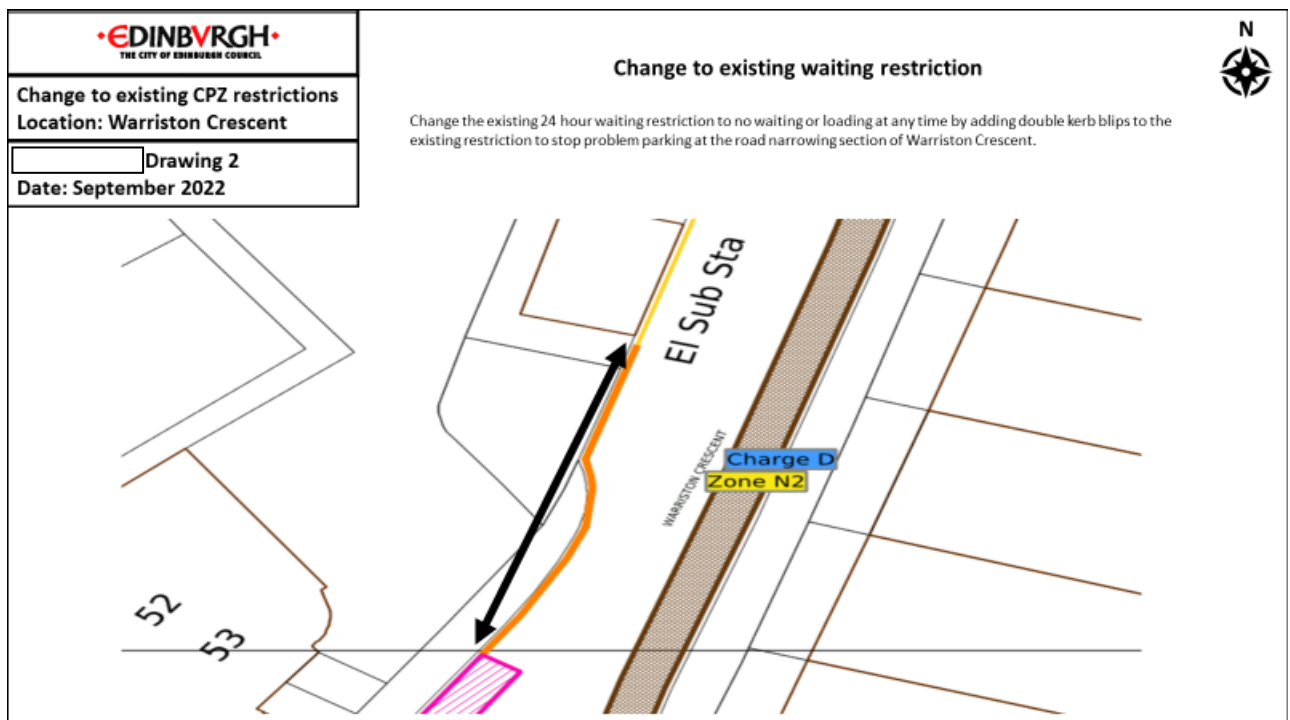 EDINBVRGH
THE CITY OF EDINBURGH COUNCIL
Change to existing CPZ restrictions
Location: Warriston Crescent
Drawing 2
Date: September 2022
Change to existing waiting restriction
Change the existing 24 hour waiting restriction to no waiting or loading at any time by adding double kerb blips to the
existing restriction to stop problem parking at the road narrowing section of Warriston Crescent.
N
El Sub Sta
WARRISTON CRESCENT
Charge D
Zone N2
52
53